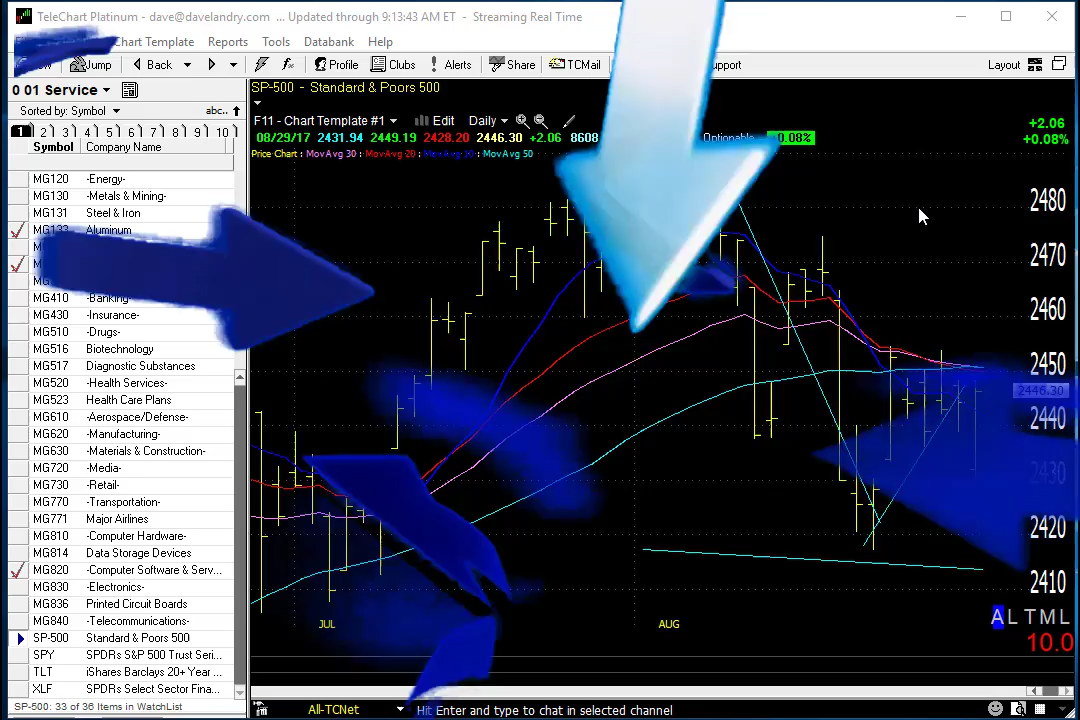 TeleChart Platinum - dave@davelandry.com ... Updated through 9:13:43 AM ET - Streaming Real Time
Chart Template Reports Tools Databank Help
Jump Back Profile Clubs Alerts Share TCMail Layout
0 01 Service
Sorted by: Symbol abc..
1 2 3 4 5 6 7 8 9 10
Symbol Company Name
MG120 -Energy-
MG130 -Metals & Mining-
MG131 Steel & Iron
MG133 Aluminum
MG410 -Banking-
MG430 -Insurance-
MG510 -Drugs-
MG516 Biotechnology
MG517 Diagnostic Substances
MG520 -Health Services-
MG523 Health Care Plans
MG610 -Aerospace/Defense-
MG620 -Manufacturing-
MG630 -Materials & Construction-
MG720 -Media-
MG730 -Retail-
MG770 -Transportation-
MG771 Major Airlines
MG810 -Computer Hardware-
MG814 Data Storage Devices
MG820 -Computer Software & Serv...
MG830 -Electronics-
MG836 Printed Circuit Boards
MG840 -Telecommunications-
SP-500 Standard & Poors 500
SPY SPDRs S&P 500 Trust Seri...
TLT iShares Barclays 20+ Year ...
XLF SPDRs Select Sector Fina...
SP-500: 33 of 36 Items in WatchList
SP-500 - Standard & Poors 500
F11 - Chart Template #1 Edit Daily
08/29/17 2431.94 2449.19 2428.20 2446.30 +2.06 8608 Optionable +0.08%
Price Chart : MovAvg 30 : MovAvg 20 : MovAvg 10 : MovAvg 50
+2.06
+0.08%
2480
2470
2460
2450
2446.30
2440
2430
2420
2410
JUL AUG
A L T M L
10.0
All-TCNet Hit Enter and type to chat in selected channel